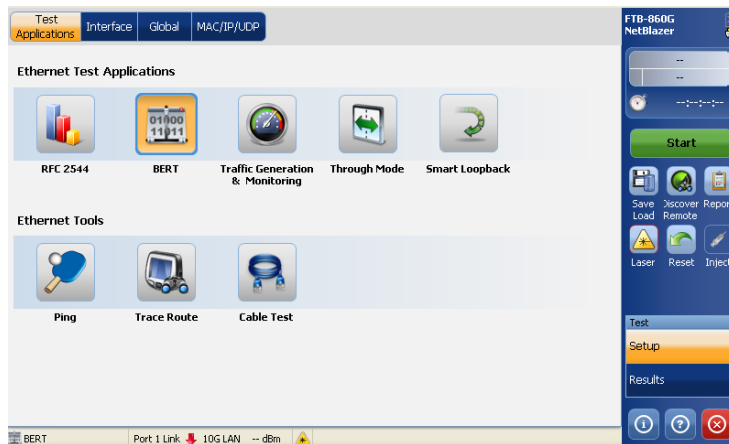 Test Applications
Interface
Global
MAC/IP/UDP
FTB-860G
NetBlazer
Ethernet Test Applications
01000
11011
RFC 2544
BERT
Traffic Generation
& Monitoring
Through Mode
Smart Loopback
Ethernet Tools
Ping
Trace Route
Cable Test
--
--
--:--:--
Start
Save
Load
Discover
Remote
Repor
Laser
Reset
Inject
Test
Setup
Results
BERT
Port 1 Link
10G LAN
-- dBm